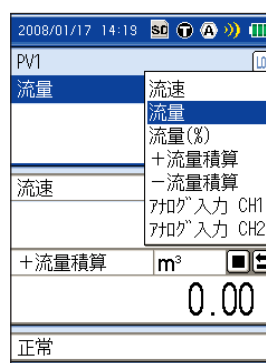 2008/01/17 14:19 SD T A
PV1 LO
流量
流速
流量
流量(%)
＋流量積算
－流量積算
ｱﾅﾛｸﾞ入力 CH1
ｱﾅﾛｸﾞ入力 CH2
流速
＋流量積算 m³
0.00
正常